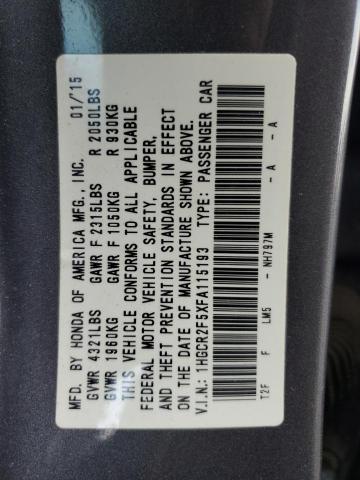 MFD. BY HONDA OF AMERICA MFG., INC. 01/'15
GVWR 4321LBS GAWR F 2315LBS R 2050LBS
GVWR 1960KG GAWR F 1050KG R 930KG
THIS VEHICLE CONFORMS TO ALL APPLICABLE
FEDERAL MOTOR VEHICLE SAFETY, BUMPER,
AND THEFT PREVENTION STANDARDS IN EFFECT
ON THE DATE OF MANUFACTURE SHOWN ABOVE.
V.I.N.: 1HGCR2F5XFA115193 TYPE: PASSENGER CAR
F LM5 - NH797M - A - A
T2F